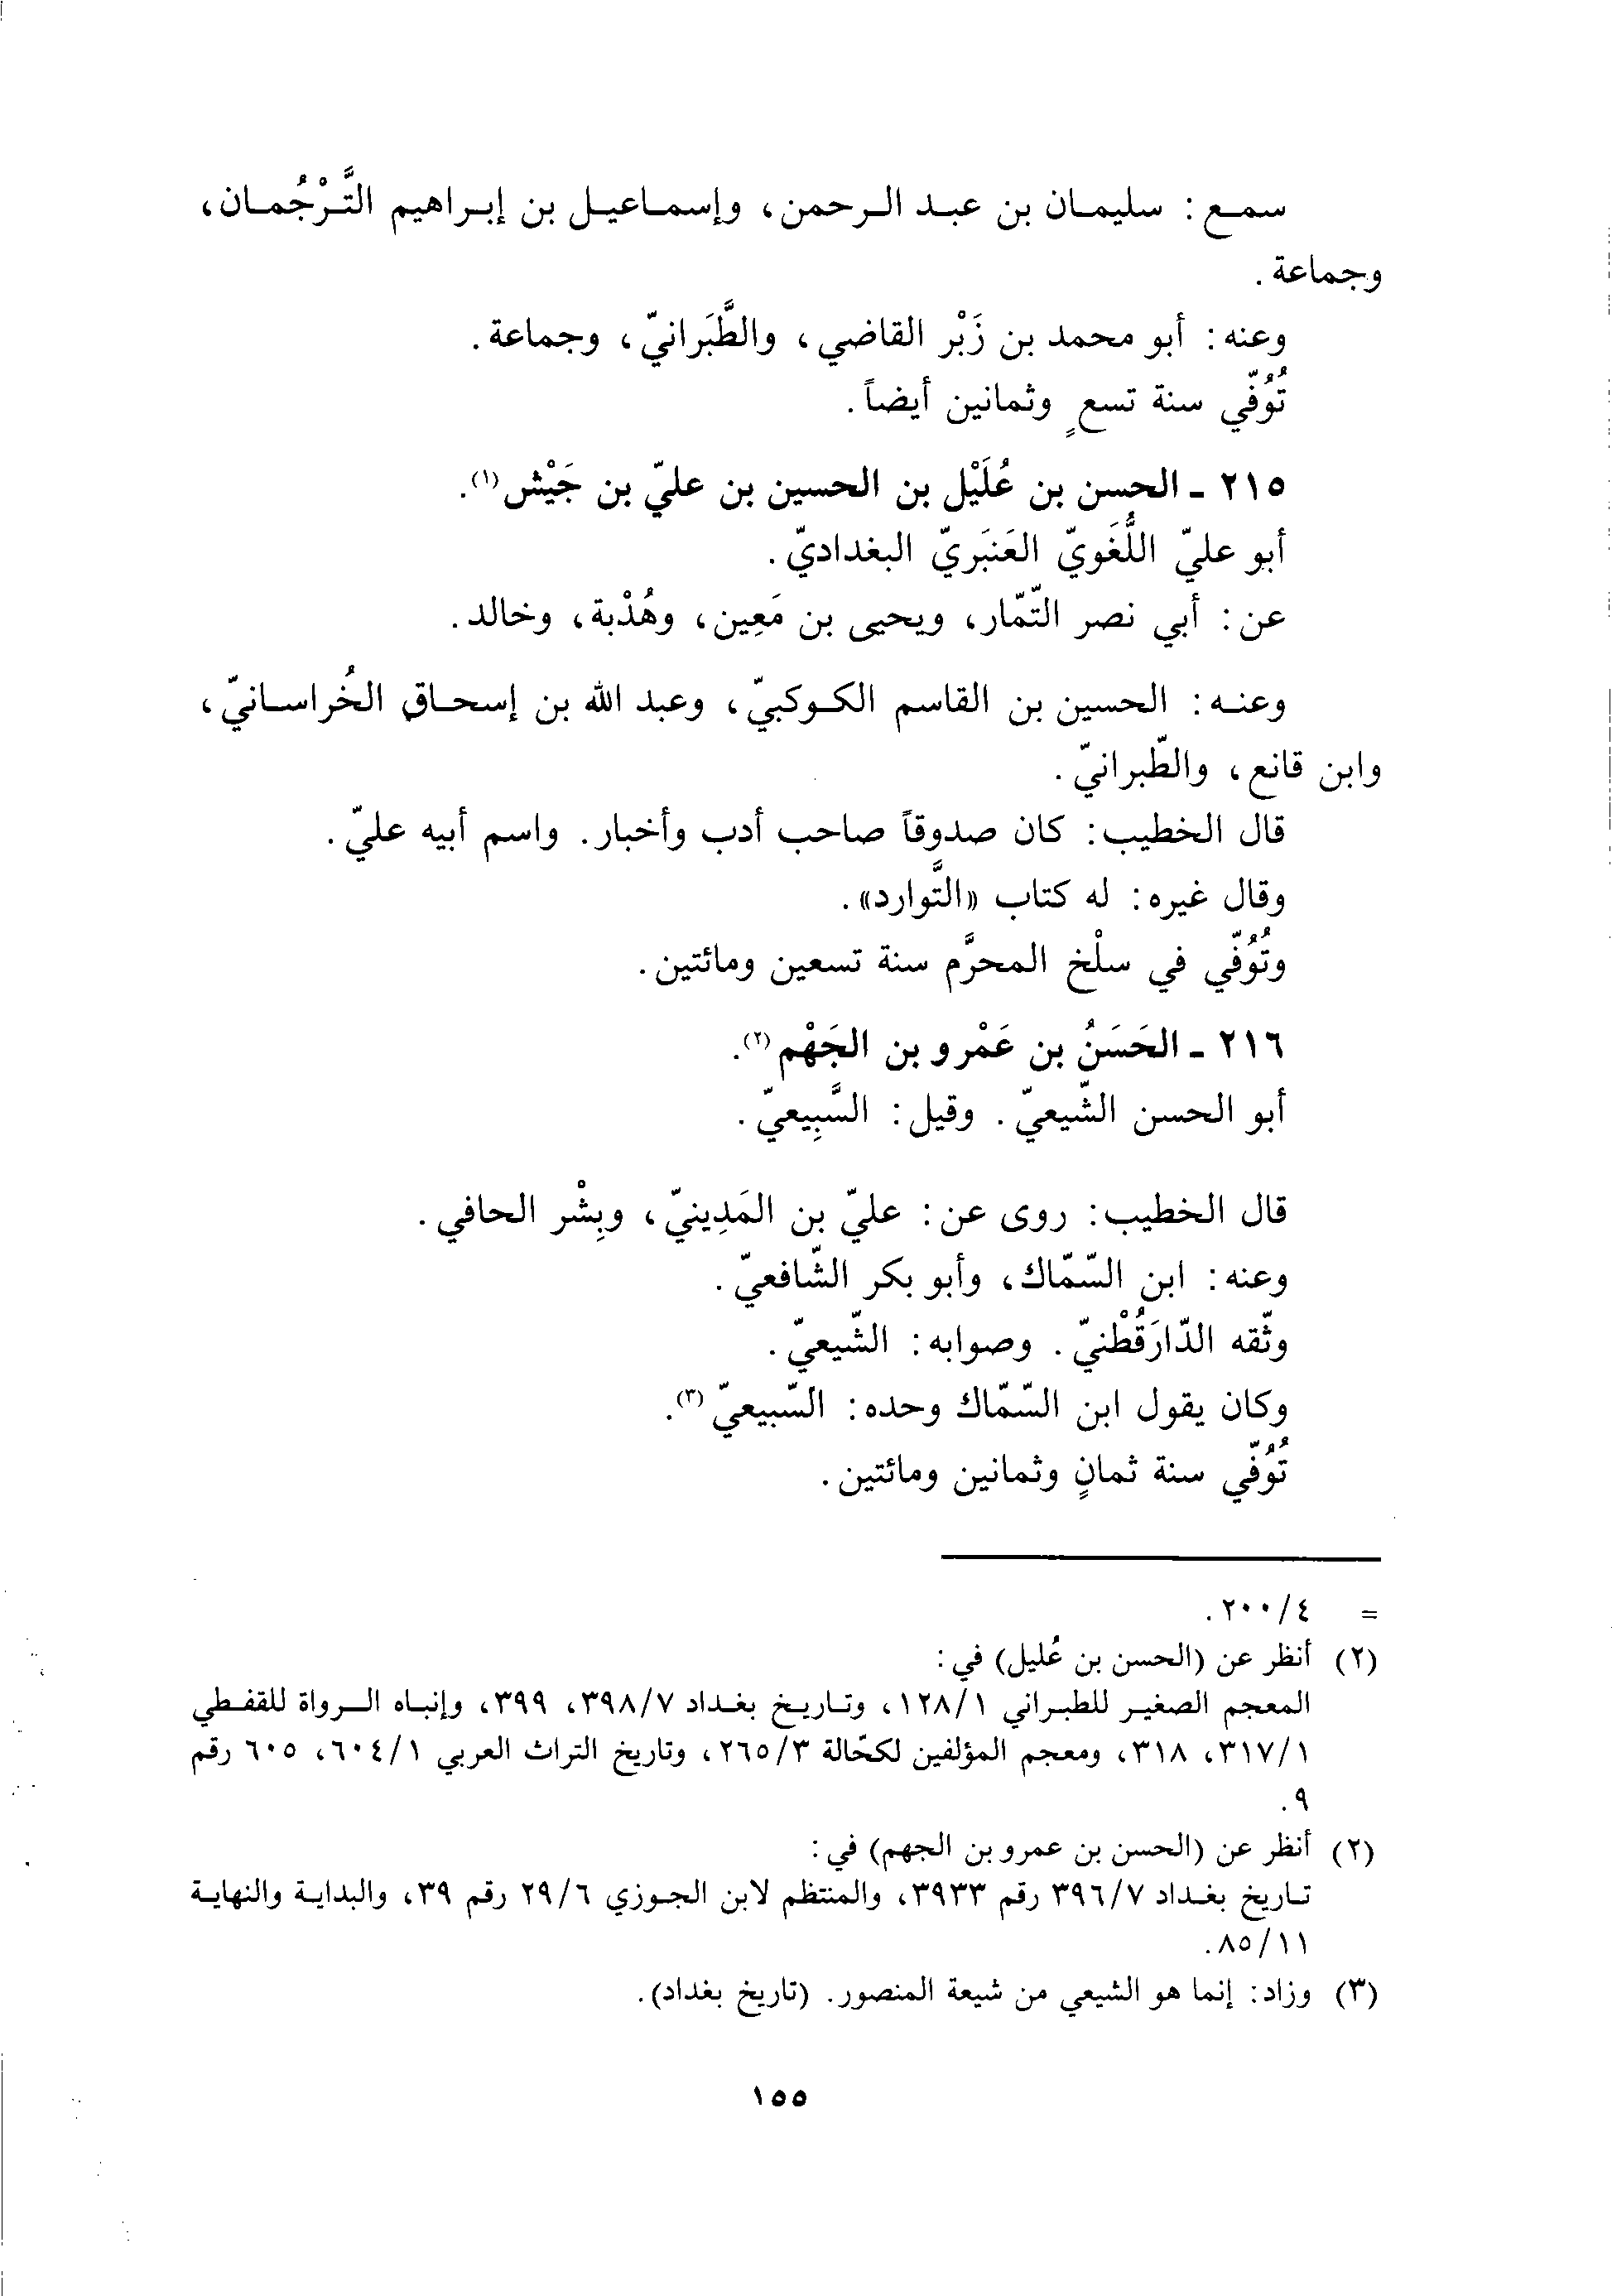 سمع : سليمان بن عبد الرحمن، وإسماعيل بن إبراهيم التَّرْجُمان،
وجماعة .
وعنه : أبو محمد بن زَبْر القاضي، والطَّبَرانيّ، وجماعة .
تُوُفّي سنة تسعٍ وثمانين أيضاً .
٢١٥ - الحسن بن عُلَيْل بن الحسين بن عليّ بن جَيْش(١).
أبو عليّ اللُّغَويّ العَنَبَريّ البغداديّ .
عن : أبي نصر التّمّار، ويحيى بن مَعِين، وهُدْبة، وخالد .
وعنه : الحسين بن القاسم الكوكبيّ، وعبد الله بن إسحاق الخُراسانيّ،
وابن قانع، والطّبرانيّ .
قال الخطيب : كان صدوقاً صاحب أدب وأخبار . واسم أبيه عليّ .
وقال غيره : له كتاب «التَّوارد» .
وتُوُفّي في سلْخ المحرَّم سنة تسعين ومائتين .
٢١٦ - الحَسَنُ بن عَمْرو بن الجَهْم(٢).
أبو الحسن الشّيعيّ . وقيل : السَّبِيعيّ .
قال الخطيب : روى عن : عليّ بن المَدِينيّ، وبِشْر الحافي .
وعنه : ابن السّمّاك، وأبو بكر الشّافعيّ .
وثّقه الدّارَقُطْنيّ . وصوابه : الشّيعيّ .
وكان يقول ابن السّمّاك وحده : السّبيعيّ(٣).
تُوُفّي سنة ثمانٍ وثمانين ومائتين .
= ٢٠٠/٤ .
(٢) أنظر عن (الحسن بن عُليل) في :
المعجم الصغير للطبراني ١٢٨/١، وتاريخ بغداد ٣٩٨/٧، ٣٩٩، وإنباه الرواة للقفطي
٣١٧/١، ٣١٨، ومعجم المؤلفين لكحّالة ٢٦٥/٣، وتاريخ التراث العربي ٦٠٤/١، ٦٠٥ رقم
٩ .
(٢) أنظر عن (الحسن بن عمرو بن الجهم) في :
تاريخ بغداد ٣٩٦/٧ رقم ٣٩٣٣، والمنتظم لابن الجوزي ٢٩/٦ رقم ٣٩، والبداية والنهاية
٨٥/١١.
(٣) وزاد : إنما هو الشيعي من شيعة المنصور . (تاريخ بغداد) .
١٥٥